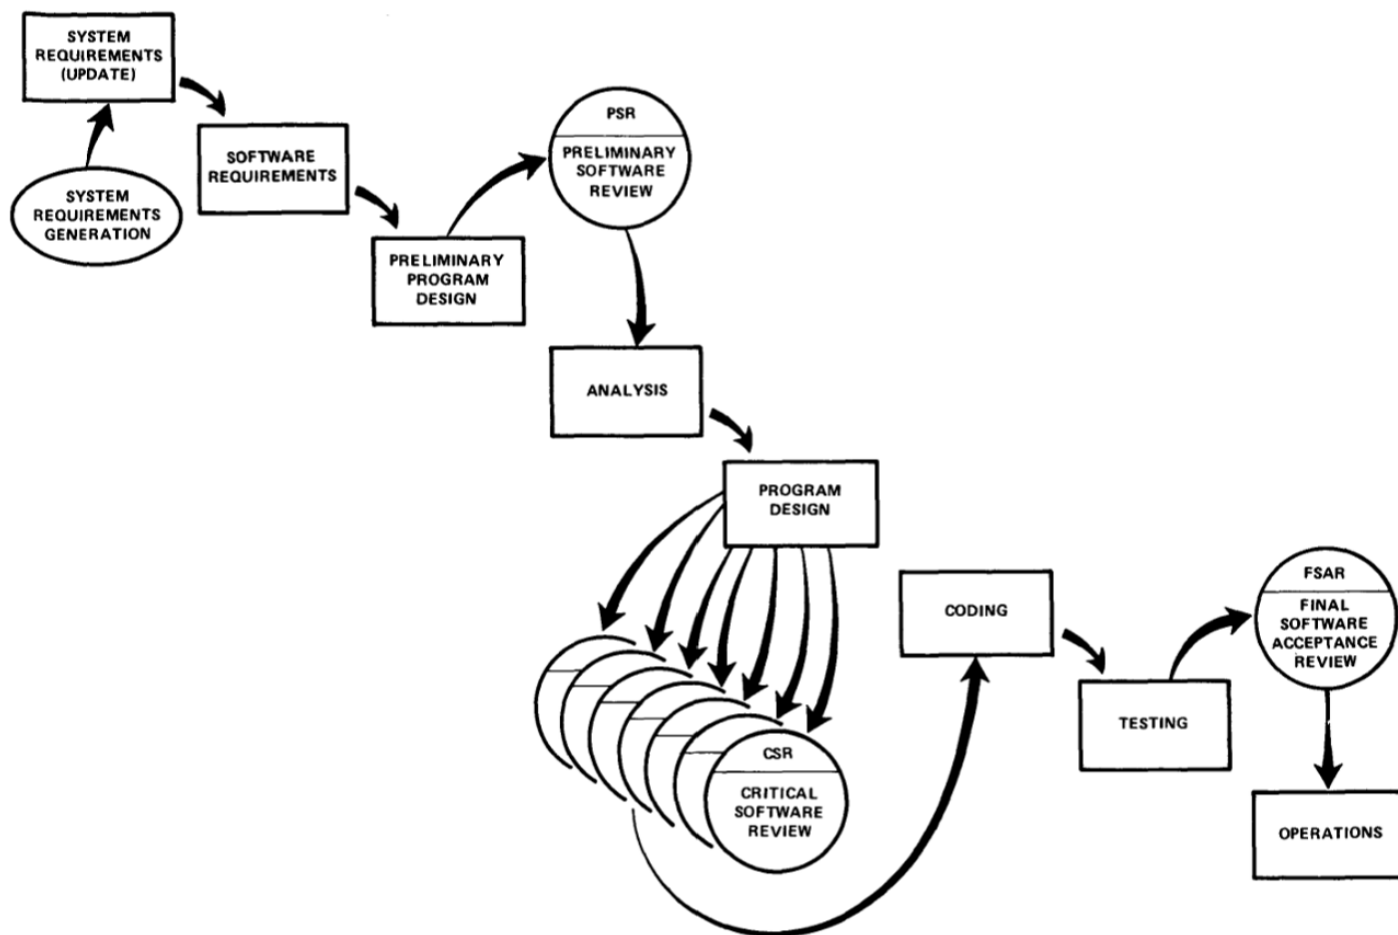 SYSTEM
REQUIREMENTS
(UPDATE)
SYSTEM
REQUIREMENTS
GENERATION
SOFTWARE
REQUIREMENTS
PRELIMINARY
PROGRAM
DESIGN
PSR
PRELIMINARY
SOFTWARE
REVIEW
ANALYSIS
PROGRAM
DESIGN
CSR
CRITICAL
SOFTWARE
REVIEW
CODING
TESTING
FSAR
FINAL
SOFTWARE
ACCEPTANCE
REVIEW
OPERATIONS